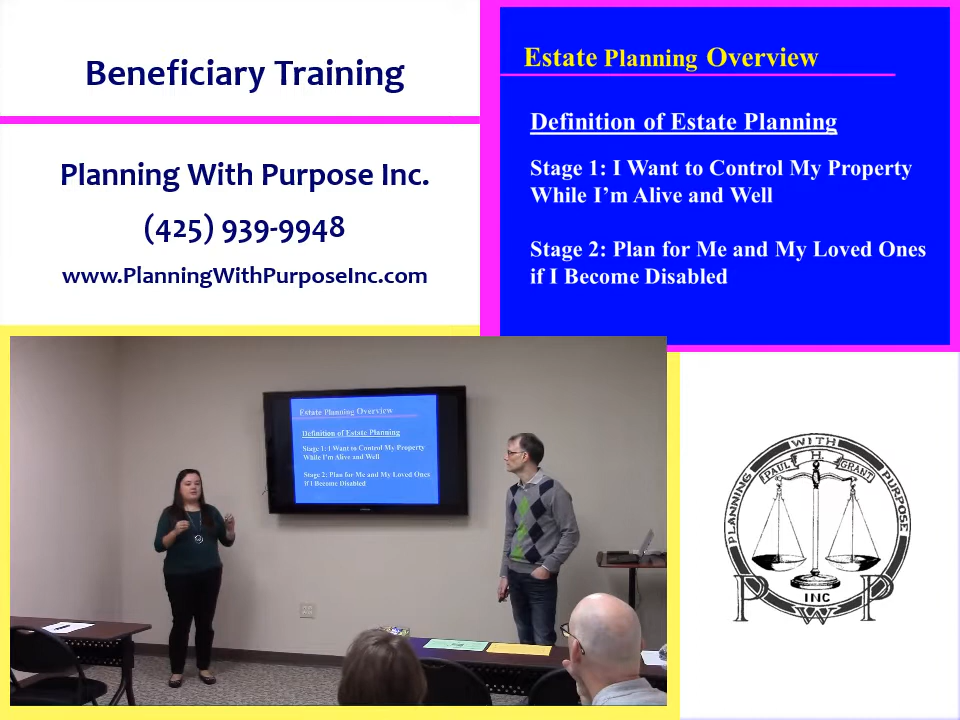 Beneficiary Training
Planning With Purpose Inc.
(425) 939-9948
www.PlanningWithPurposeInc.com
Estate Planning Overview
Definition of Estate Planning
Stage 1: I Want to Control My Property
While I'm Alive and Well
Stage 2: Plan for Me and My Loved Ones
if I Become Disabled
Estate Planning Overview
Definition of Estate Planning
Stage 1: I Want to Control My Property
While I'm Alive and Well
Stage 2: Plan for Me and My Loved Ones
if I Become Disabled
PLANNING WITH PURPOSE
PAUL H. GRANT
INC
P W P